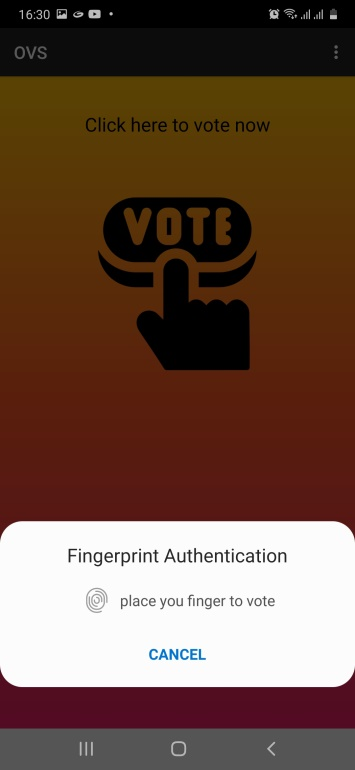 16:30
OVS
Click here to vote now
VOTE
Fingerprint Authentication
place you finger to vote
CANCEL